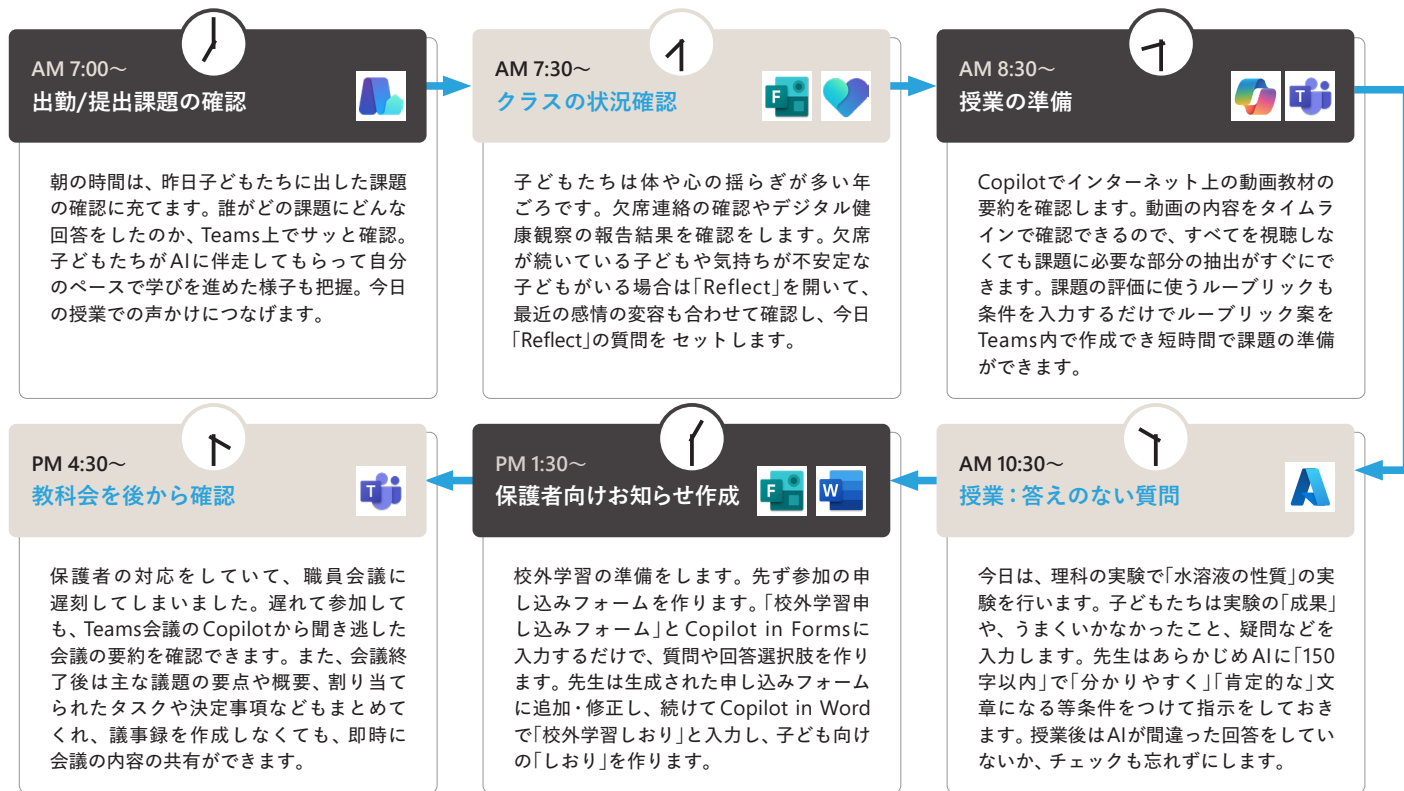 AM 7:00～
出勤/提出課題の確認
朝の時間は、昨日子どもたちに出した課題
の確認に充てます。誰がどの課題にどんな
回答をしたのか、Teams上でサッと確認。
子どもたちがAIに伴走してもらって自分
のペースで学びを進めた様子も把握。今日
の授業での声かけにつなげます。
AM 7:30～
クラスの状況確認
子どもたちは体や心の揺らぎが多い年
ごろです。欠席連絡の確認やデジタル健
康観察の報告結果を確認をします。欠席
が続いている子どもや気持ちが不安定な
子どもがいる場合は「Reflect」を開いて、
最近の感情の変容も合わせて確認し、今日
「Reflect」の質問を セットします。
AM 8:30～
授業の準備
Copilotでインターネット上の動画教材の
要約を確認します。動画の内容をタイムラ
インで確認できるので、すべてを視聴しな
くても課題に必要な部分の抽出がすぐにで
きます。課題の評価に使うルーブリックも
条件を入力するだけでルーブリック案を
Teams内で作成でき短時間で課題の準備
ができます。
AM 10:30～
授業：答えのない質問
今日は、理科の実験で「水溶液の性質」の実
験を行います。子どもたちは実験の「成果」
や、うまくいかなかったこと、疑問などを
入力します。先生はあらかじめAIに「150
字以内」で「分かりやすく」「肯定的な」文
章になる等条件をつけて指示をしておき
ます。授業後はAIが間違った回答をしてい
ないか、チェックも忘れずにします。
PM 1:30～
保護者向けお知らせ作成
校外学習の準備をします。先ず参加の申
し込みフォームを作ります。「校外学習申
し込みフォーム」とCopilot in Formsに
入力するだけで、質問や回答選択肢を作り
ます。先生は生成された申し込みフォーム
に追加・修正し、続けてCopilot in Word
で「校外学習しおり」と入力し、子ども向け
の「しおり」を作ります。
PM 4:30～
教科会を後から確認
保護者の対応をしていて、職員会議に
遅刻してしまいました。遅れて参加して
も、Teams会議のCopilotから聞き逃した
会議の要約を確認できます。また、会議終
了後は主な議題の要点や概要、割り当て
られたタスクや決定事項などもまとめて
くれ、議事録を作成しなくても、即時に
会議の内容の共有ができます。